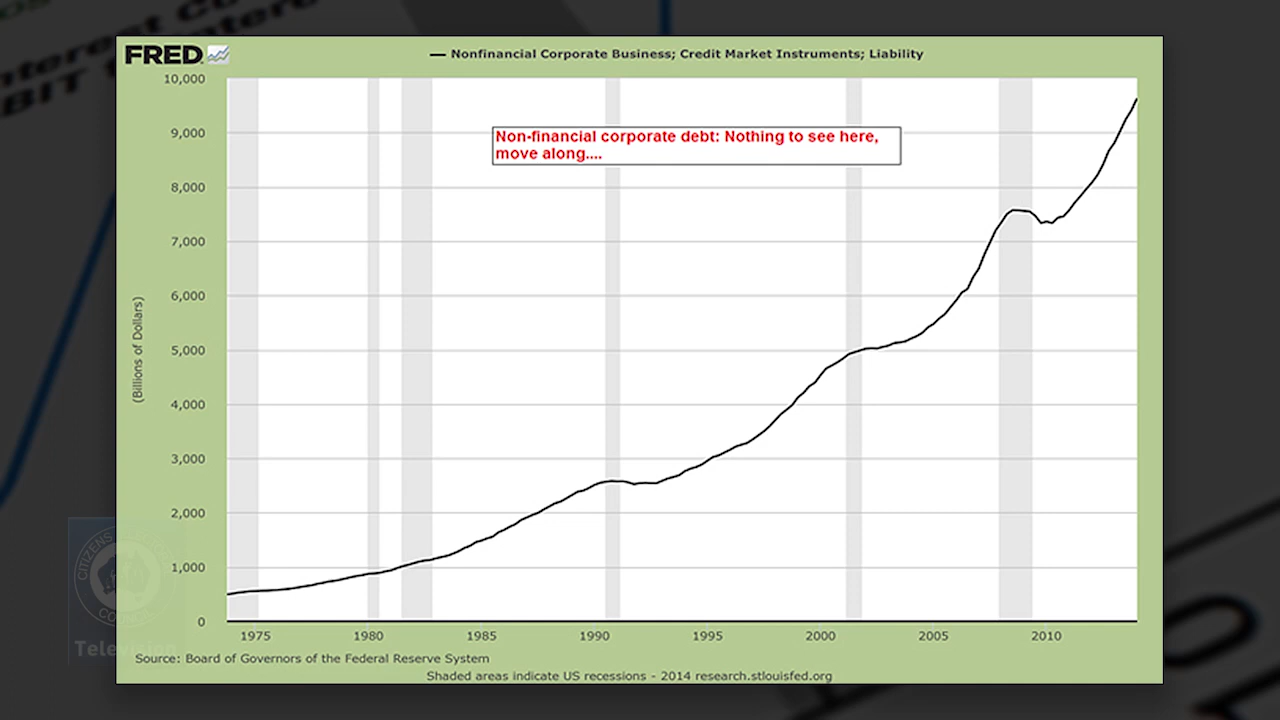 FRED
Nonfinancial Corporate Business; Credit Market Instruments; Liability
10,000
9,000
8,000
7,000
6,000
5,000
4,000
3,000
2,000
1,000
0
(Billions of Dollars)
Non-financial corporate debt: Nothing to see here,
move along....
1975 1980 1985 1990 1995 2000 2005 2010
Source: Board of Governors of the Federal Reserve System
Shaded areas indicate US recessions - 2014 research.stlouisfed.org
CITIZENS
Television